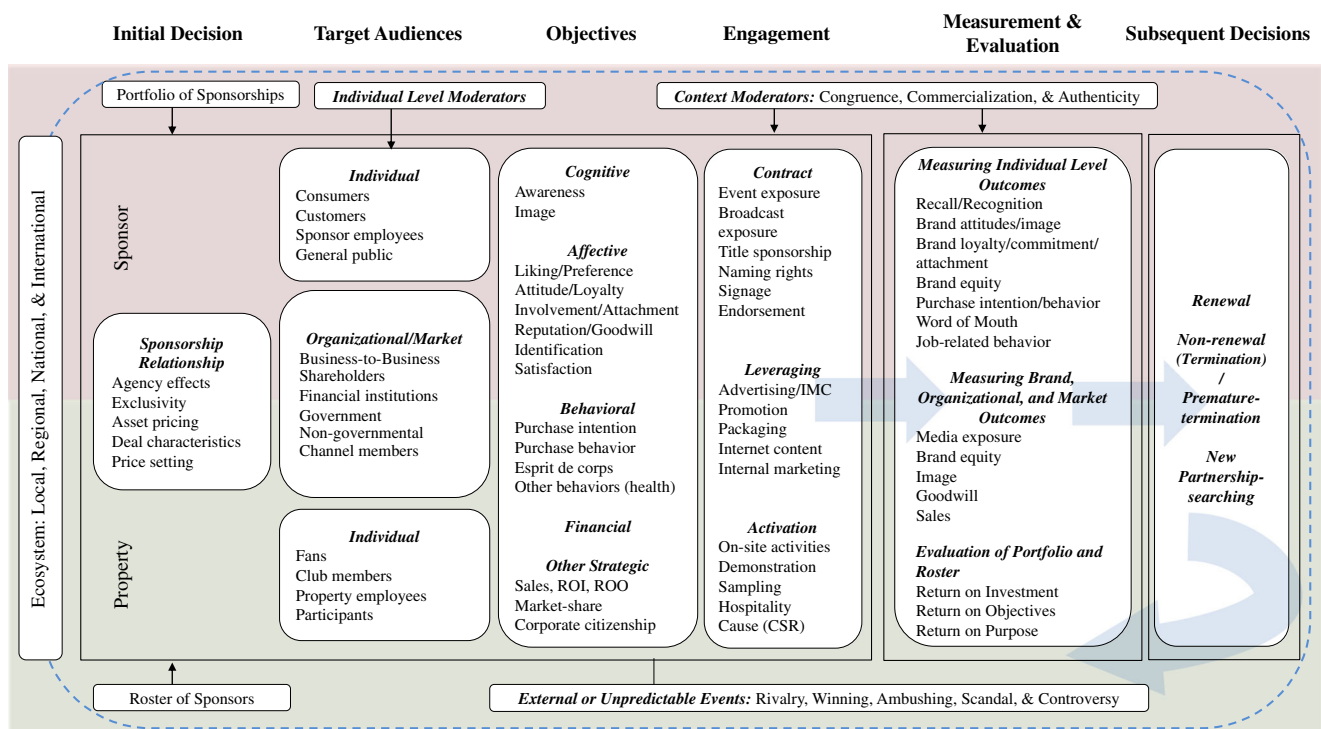 Initial Decision
Target Audiences
Objectives
Engagement
Measurement &
Evaluation
Subsequent Decisions
Portfolio of Sponsorships
Individual Level Moderators
Context Moderators: Congruence, Commercialization, & Authenticity
Ecosystem: Local, Regional, National, & International
Sponsor
Property
Sponsorship
Relationship
Agency effects
Exclusivity
Asset pricing
Deal characteristics
Price setting
Individual
Consumers
Customers
Sponsor employees
General public
Organizational/Market
Business-to-Business
Shareholders
Financial institutions
Government
Non-governmental
Channel members
Individual
Fans
Club members
Property employees
Participants
Cognitive
Awareness
Image
Affective
Liking/Preference
Attitude/Loyalty
Involvement/Attachment
Reputation/Goodwill
Identification
Satisfaction
Behavioral
Purchase intention
Purchase behavior
Esprit de corps
Other behaviors (health)
Financial
Other Strategic
Sales, ROI, ROO
Market-share
Corporate citizenship
Contract
Event exposure
Broadcast
exposure
Title sponsorship
Naming rights
Signage
Endorsement
Leveraging
Advertising/IMC
Promotion
Packaging
Internet content
Internal marketing
Activation
On-site activities
Demonstration
Sampling
Hospitality
Cause (CSR)
Measuring Individual Level
Outcomes
Recall/Recognition
Brand attitudes/image
Brand loyalty/commitment/
attachment
Brand equity
Purchase intention/behavior
Word of Mouth
Job-related behavior
Measuring Brand,
Organizational, and Market
Outcomes
Media exposure
Brand equity
Image
Goodwill
Sales
Evaluation of Portfolio and
Roster
Return on Investment
Return on Objectives
Return on Purpose
Renewal
Non-renewal
(Termination)
/
Premature-
termination
New
Partnership-
searching
Roster of Sponsors
External or Unpredictable Events: Rivalry, Winning, Ambushing, Scandal, & Controversy